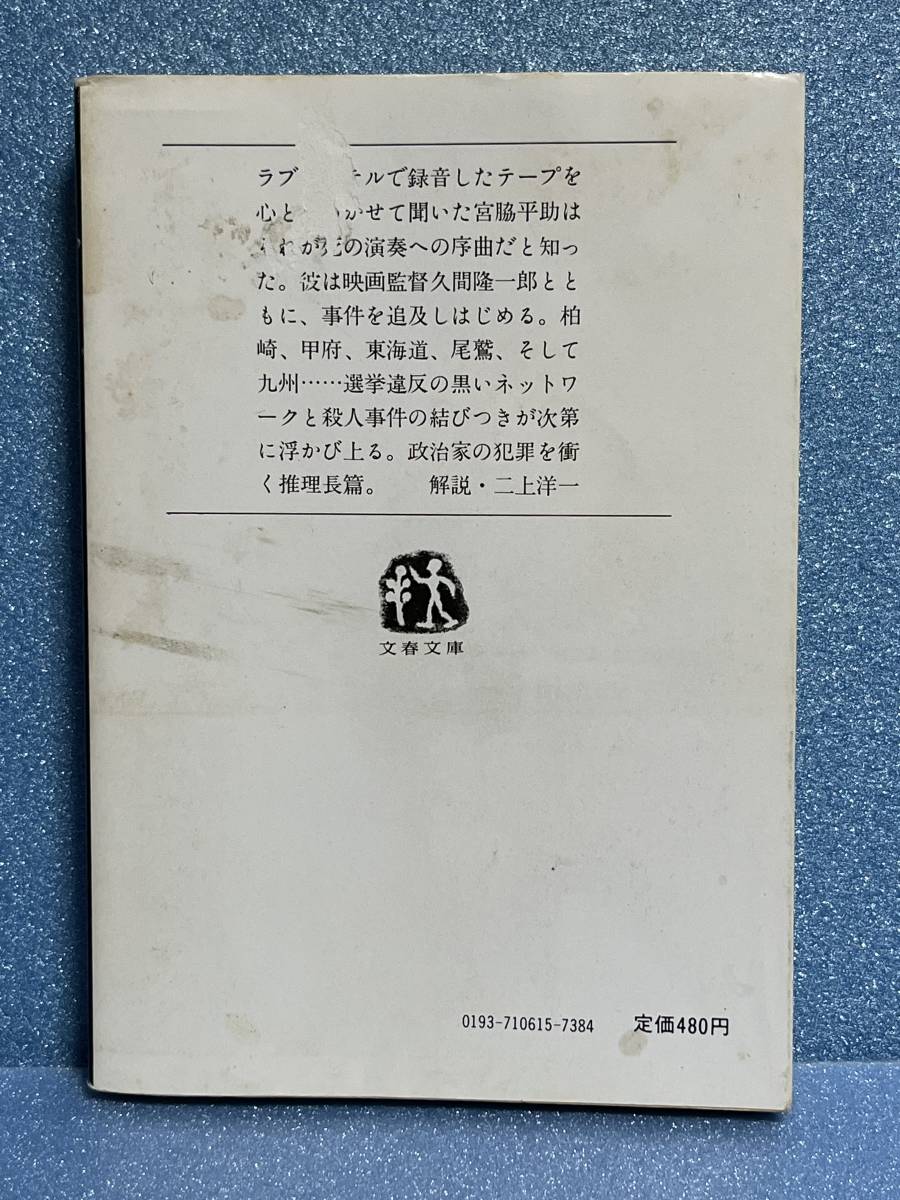 ラブ テルで録音したテープを
心と かせて聞いた宮脇平助は
の演奏への序曲だと知っ
た。彼は映画監督久間隆一郎とと
もに、事件を追及しはじめる。柏
崎、甲府、東海道、尾鷲、そして
九州……選挙違反の黒いネットワ
ークと殺人事件の結びつきが次第
に浮かび上る。政治家の犯罪を衝
く推理長篇。 解説・二上洋一
文春文庫
0193-710615-7384 定価480円